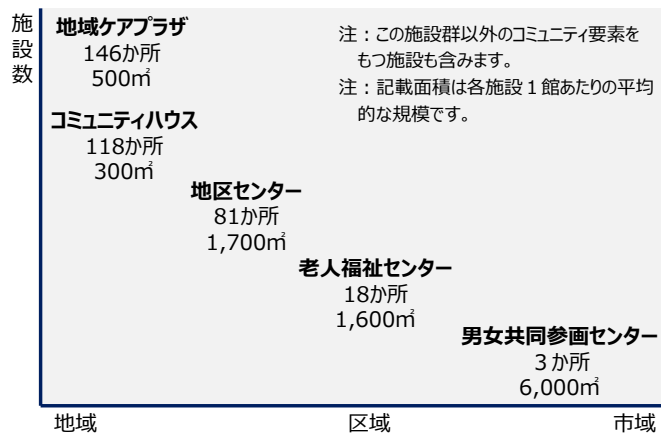 施設数
地域ケアプラザ
146か所
500㎡
注：この施設群以外のコミュニティ要素を
もつ施設も含みます。
注：記載面積は各施設１館あたりの平均
的な規模です。
コミュニティハウス
118か所
300㎡
地区センター
81か所
1,700㎡
老人福祉センター
18か所
1,600㎡
男女共同参画センター
３か所
6,000㎡
地域
区域
市域